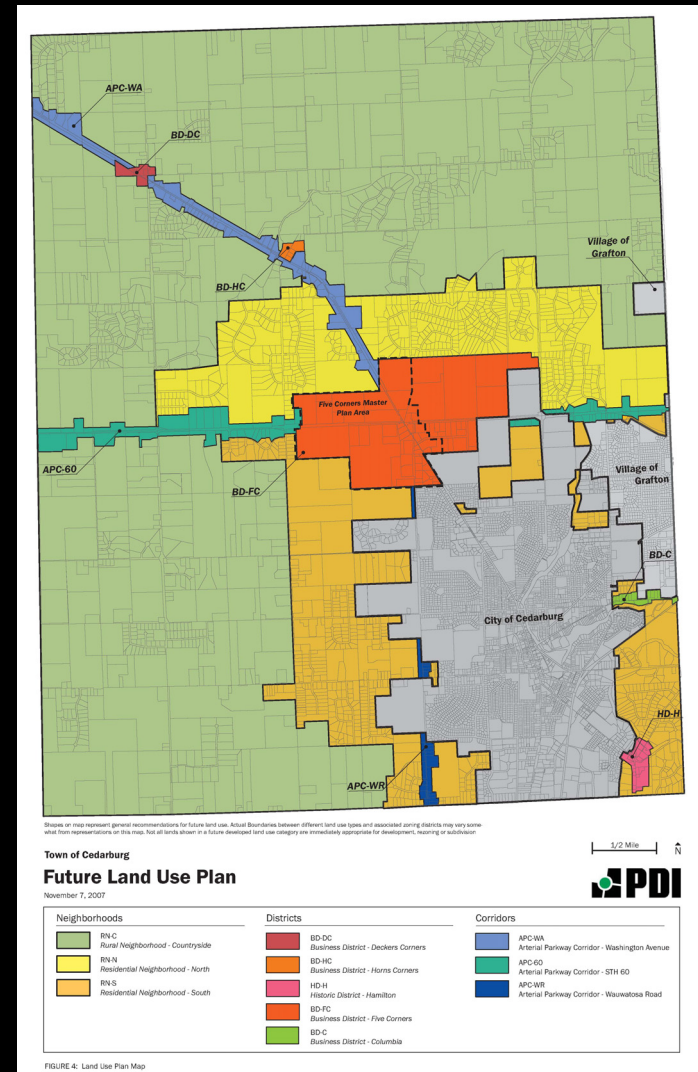 APC-WA
BD-DC
Village of
Grafton
BD-HC
Five Corners Master
Plan Area
APC-60
Village of
Grafton
BD-FC
BD-C
City of Cedarburg
HD-H
APC-WR
Shapes on map represent general recommendations for future land use. Actual Boundaries between different land use types and associated zoning districts may very some
what from representations on this map. Not all lands shown in a future developed land use category are immediately appropriate for development, rezoning or subdivision
Town of Cedarburg
1/2 Mile
N
Future Land Use Plan
PDI
November 7, 2007
Neighborhoods
RN-C
Rural Neighborhood - Countryside
RN-N
Residential Neighborhood - North
RN-S
Residential Neighborhood - South
Districts
BD-DC
Business District - Deckers Corners
BD-HC
Business District - Horns Corners
HD-H
Historic District - Hamilton
BD-FC
Business District - Five Corners
BD-C
Business District - Columbia
Corridors
APC-WA
Arterial Parkway Corridor - Washington Avenue
APC-60
Arterial Parkway Corridor - STH 60
APC-WR
Arterial Parkway Corridor - Wauwatosa Road
FIGURE 4: Land Use Plan Map